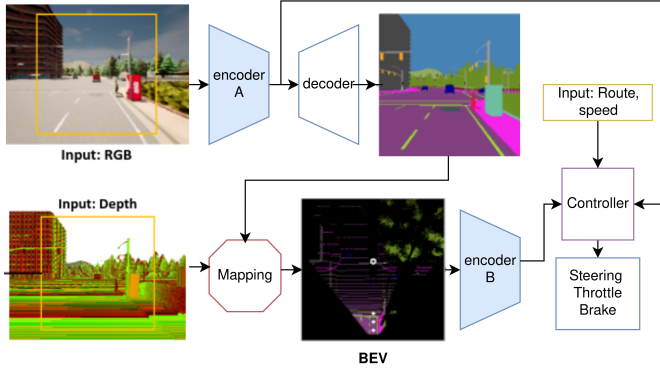 Input: RGB
encoder
A
decoder
Input: Route,
speed
Input: Depth
Mapping
BEV
encoder
B
Controller
Steering
Throttle
Brake